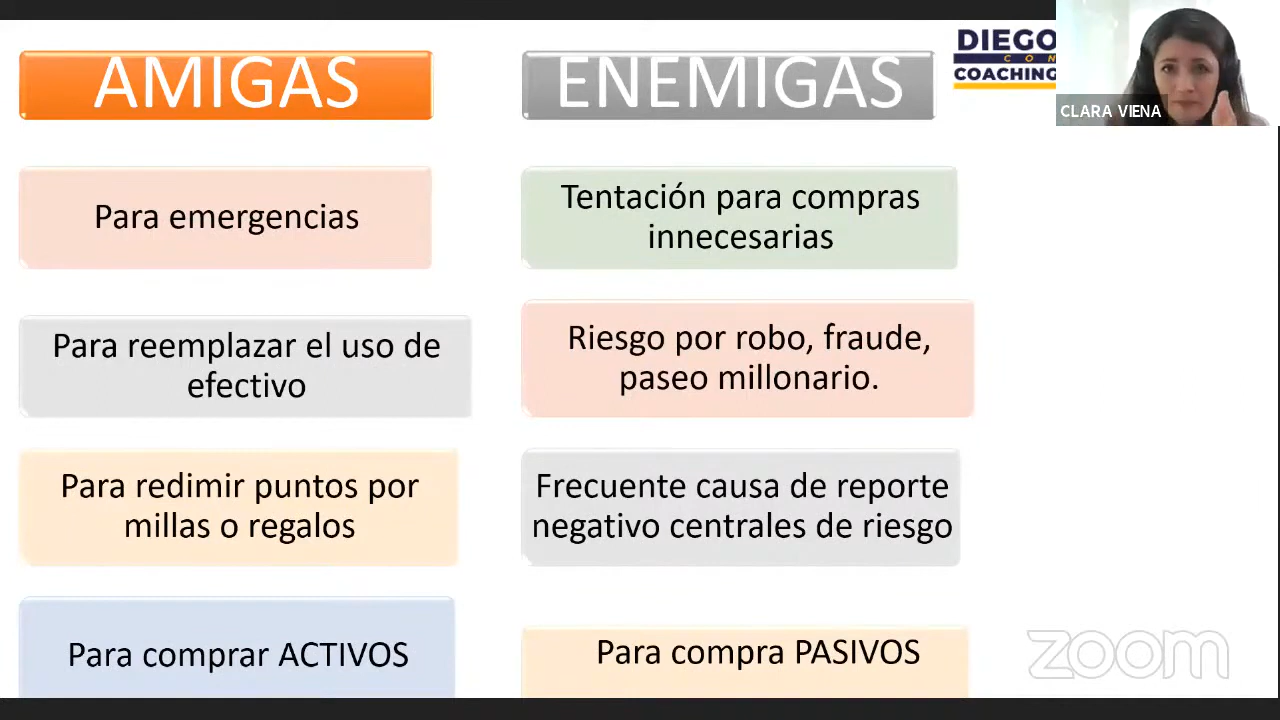 AMIGAS
ENEMIGAS
DIEGO
CON
COACHING
CLARA VIENA
Para emergencias
Tentación para compras
innecesarias
Para reemplazar el uso de
efectivo
Riesgo por robo, fraude,
paseo millonario.
Para redimir puntos por
millas o regalos
Frecuente causa de reporte
negativo centrales de riesgo
Para comprar ACTIVOS
Para compra PASIVOS
zoom